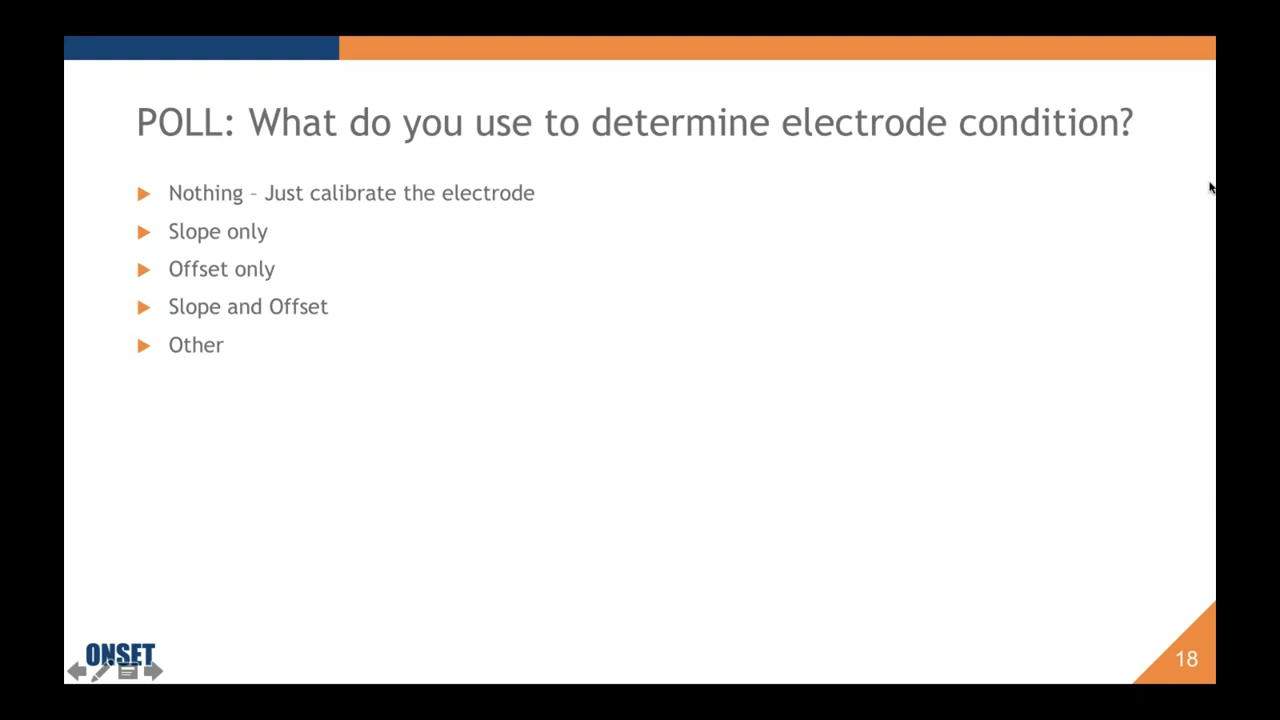 POLL: What do you use to determine electrode condition?
Nothing – Just calibrate the electrode
Slope only
Offset only
Slope and Offset
Other
ONSET
18